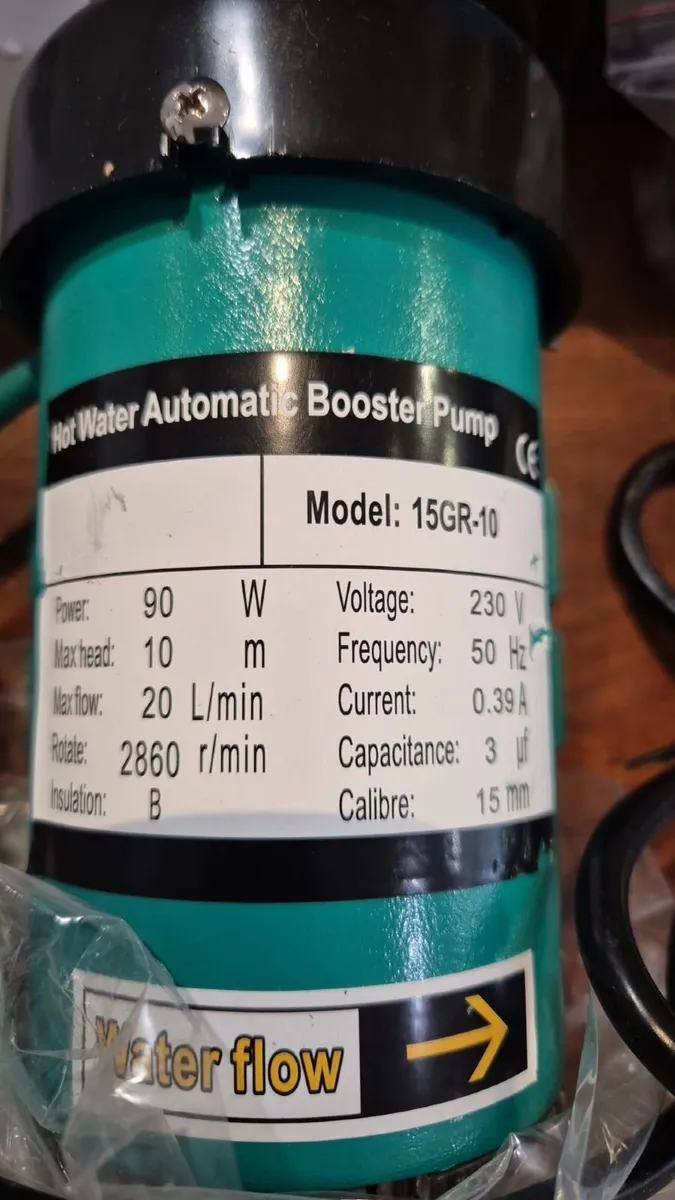 Hot Water Automatic Booster Pump CE
Model: 15GR-10
Power: 90 W Voltage: 230 V
Max head: 10 m Frequency: 50 Hz
Max flow: 20 L/min Current: 0.39 A
Rotate: 2860 r/min Capacitance: 3 μf
Insulation: B Calibre: 15 mm
Water flow